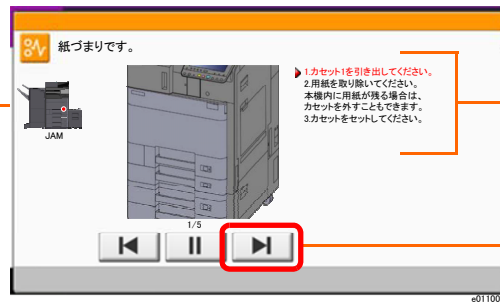 紙づまりです。
1.カセット1を引き出してください。
2.用紙を取り除いてください。
本機内に用紙が残る場合は、
カセットを外すこともできます。
3.カセットをセットしてください。
JAM
1/5
e01100